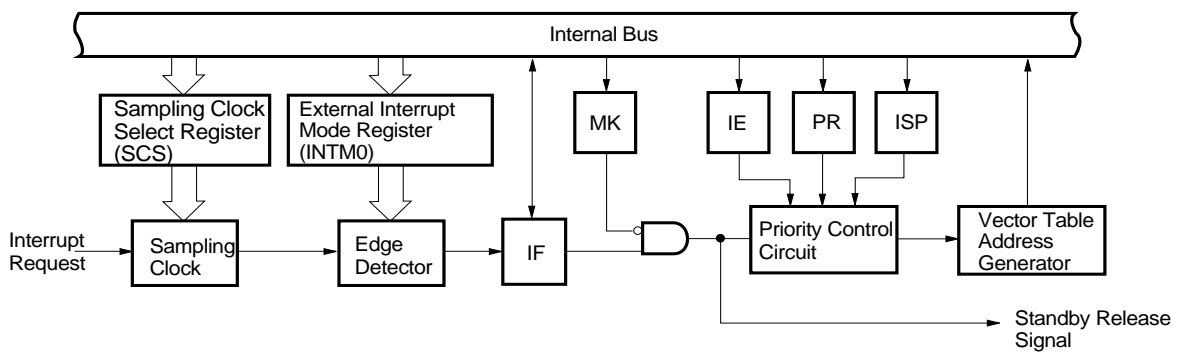 Internal Bus
Sampling Clock
Select Register
(SCS)
External Interrupt
Mode Register
(INTM0)
MK
IE
PR
ISP
Interrupt
Request
Sampling
Clock
Edge
Detector
IF
Priority Control
Circuit
Vector Table
Address
Generator
Standby Release
Signal